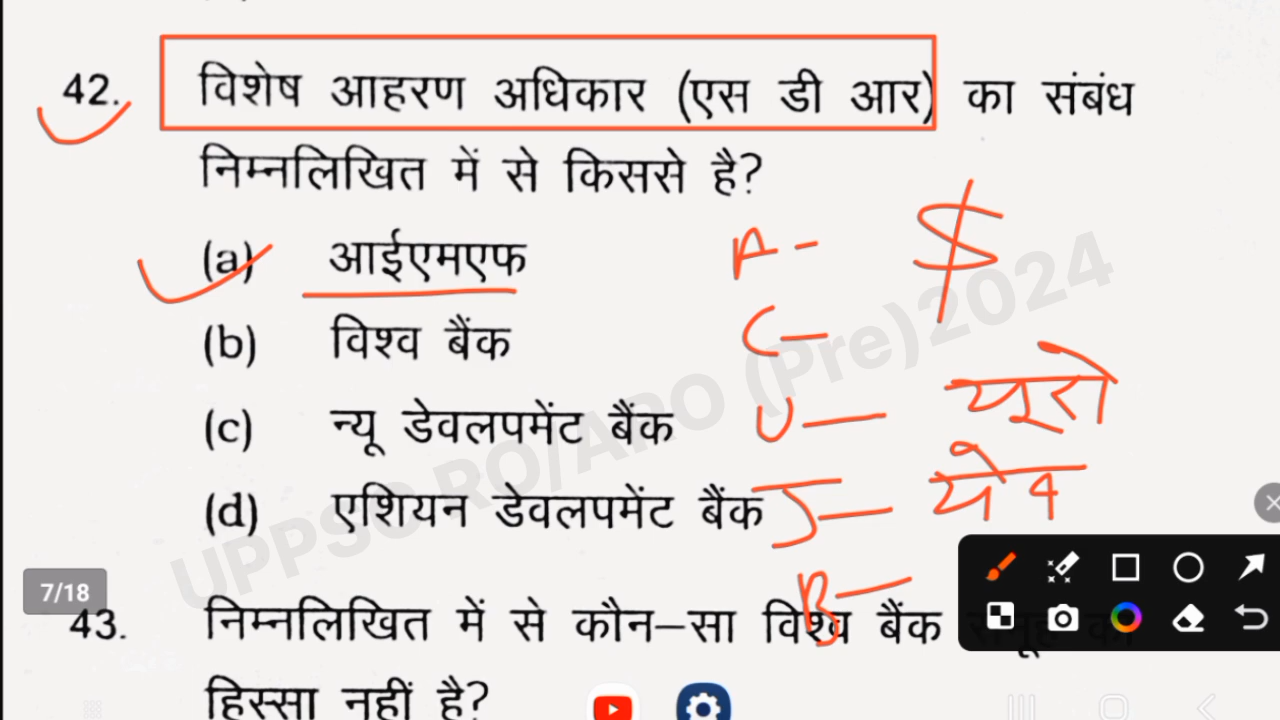 42. विशेष आहरण अधिकार (एस डी आर) का संबंध
निम्नलिखित में से किससे है?
(a) आईएमएफ A- $
(b) विश्व बैंक C-
(c) न्यू डेवलपमेंट बैंक U- यूरो
(d) एशियन डेवलपमेंट बैंक J- येन
B-
UPPSC RO/ARO (Pre)2024
7/18
43. निम्नलिखित में से कौन–सा विश्व बैंक
हिस्सा नहीं है?